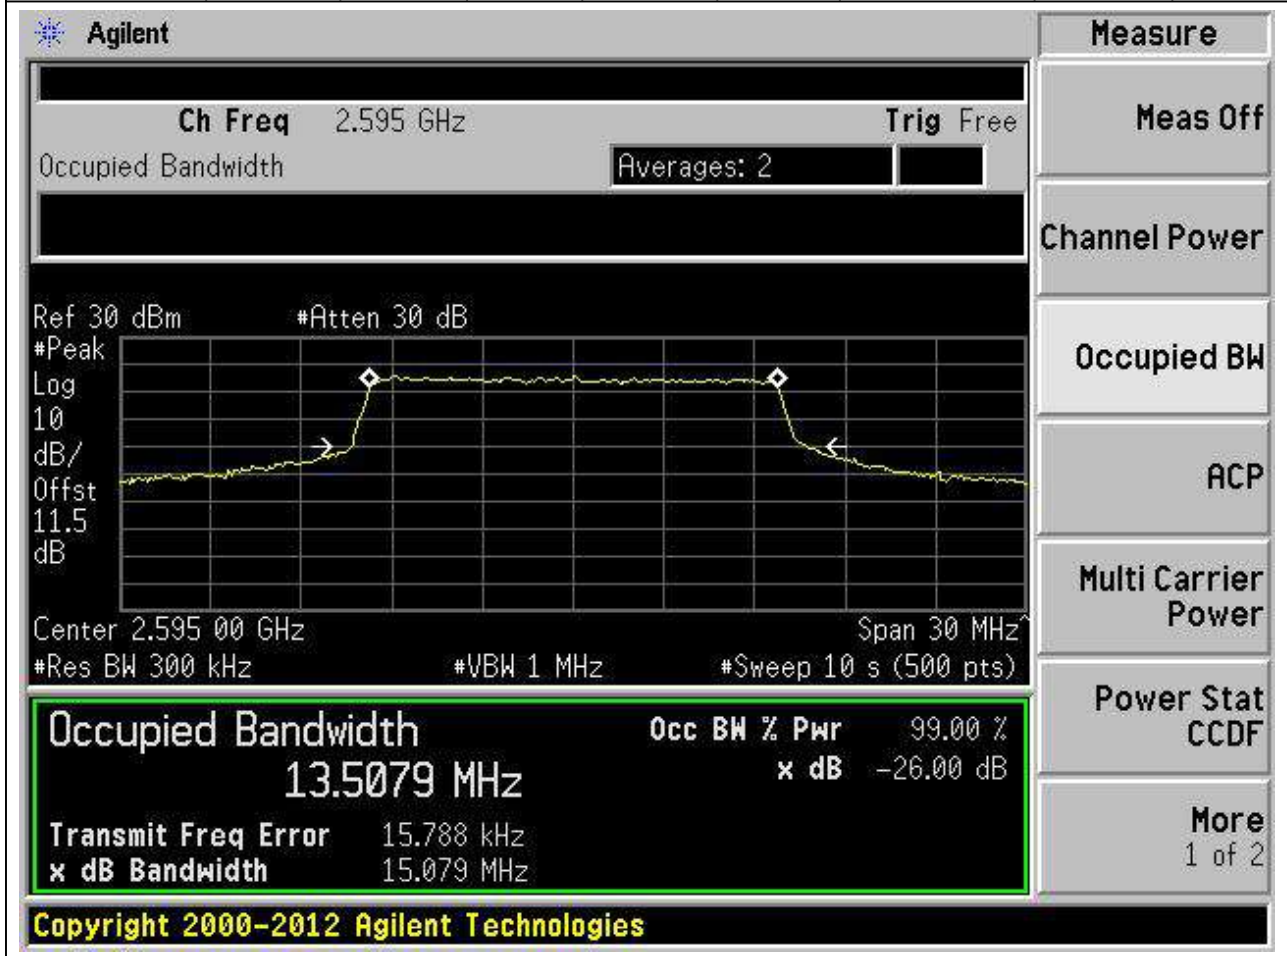 Agilent
Measure
Ch Freq 2.595 GHz Trig Free
Occupied Bandwidth Averages: 2
Ref 30 dBm #Atten 30 dB
#Peak
Log
10
dB/
Offst
11.5
dB
Center 2.595 00 GHz Span 30 MHz^
#Res BW 300 kHz #VBW 1 MHz #Sweep 10 s (500 pts)
Occupied Bandwidth Occ BW % Pwr 99.00 %
13.5079 MHz x dB -26.00 dB
Transmit Freq Error 15.788 kHz
x dB Bandwidth 15.079 MHz
Meas Off
Channel Power
Occupied BW
ACP
Multi Carrier
Power
Power Stat
CCDF
More
1 of 2
Copyright 2000-2012 Agilent Technologies